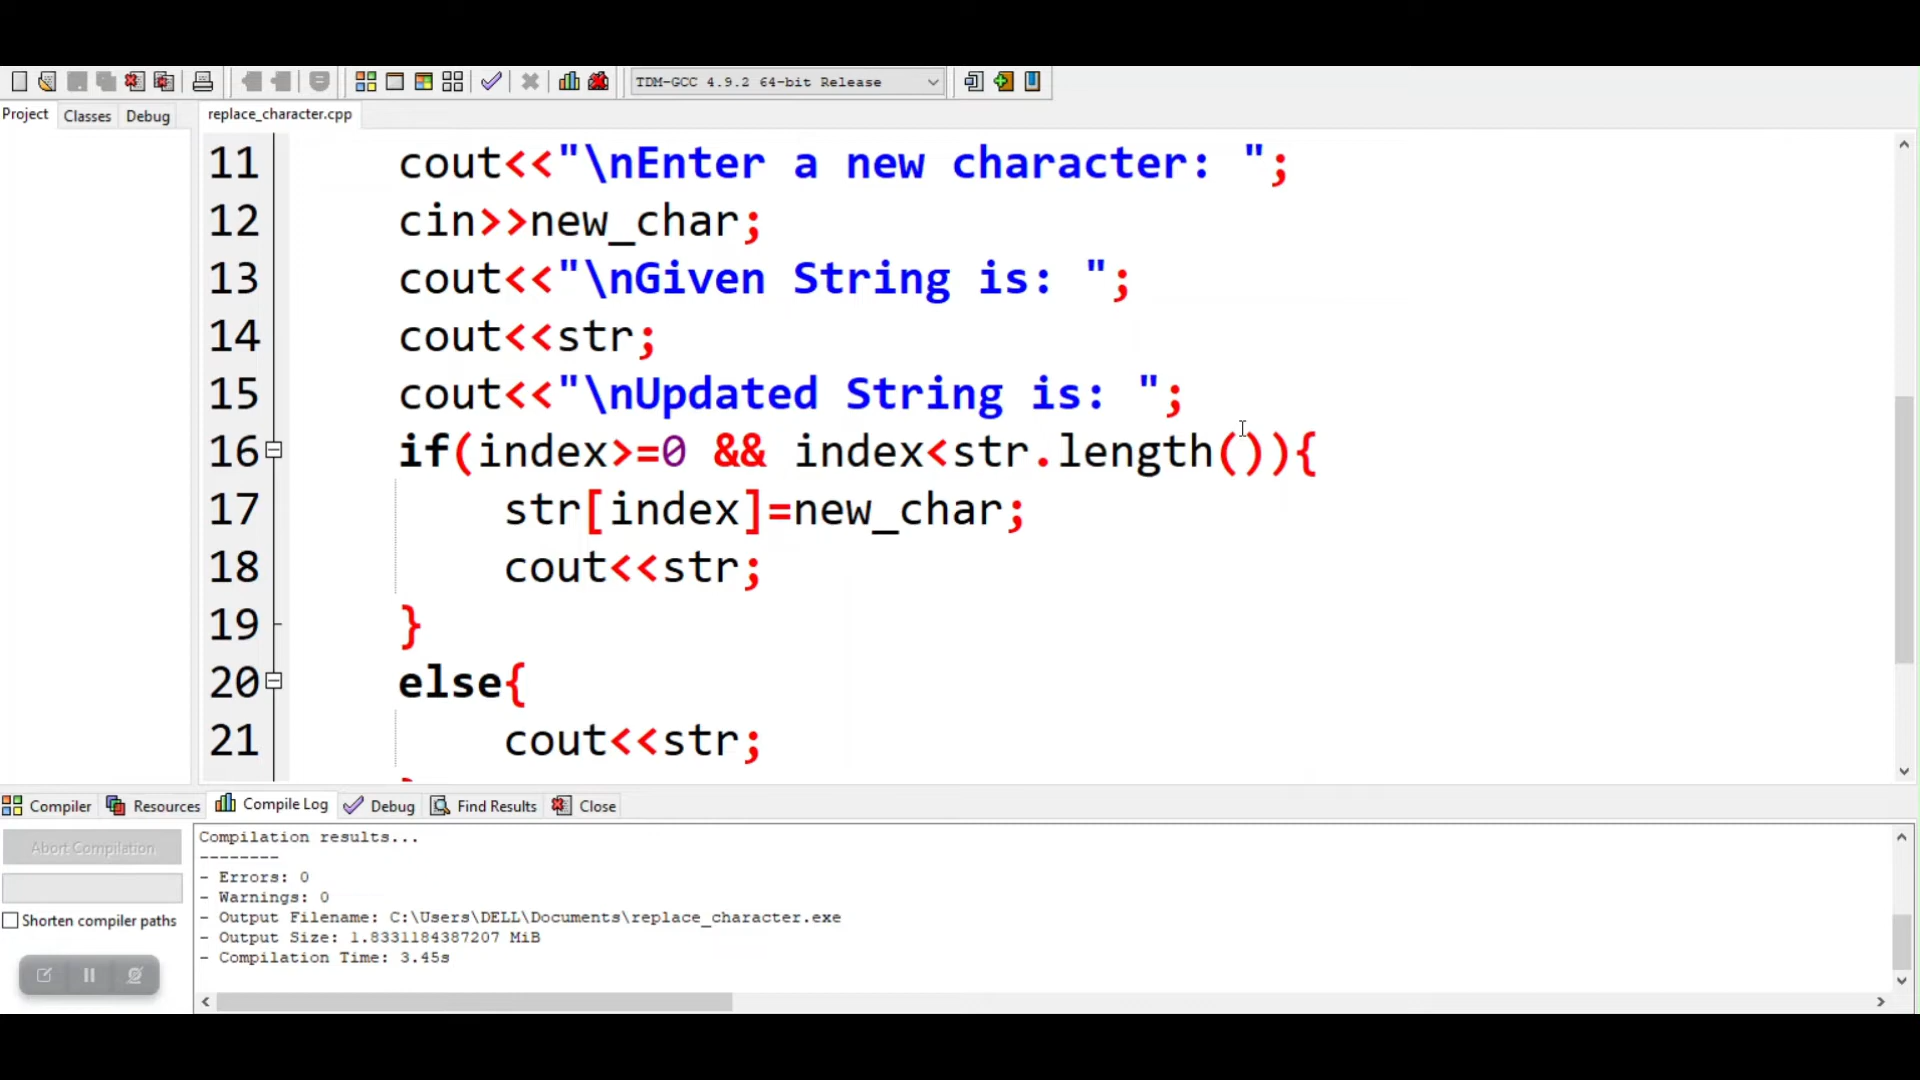 TDM-GCC 4.9.2 64-bit Release
Project Classes Debug replace_character.cpp
11 cout<<"\nEnter a new character: ";
12 cin>>new_char;
13 cout<<"\nGiven String is: ";
14 cout<<str;
15 cout<<"\nUpdated String is: ";
16 if(index>=0 && index<str.length()){
17 str[index]=new_char;
18 cout<<str;
19 }
20 else{
21 cout<<str;
Compiler Resources Compile Log Debug Find Results Close
Abort Compilation
Shorten compiler paths
Compilation results...
--------
- Errors: 0
- Warnings: 0
- Output Filename: C:\Users\DELL\Documents\replace_character.exe
- Output Size: 1.8331184387207 MiB
- Compilation Time: 3.45s